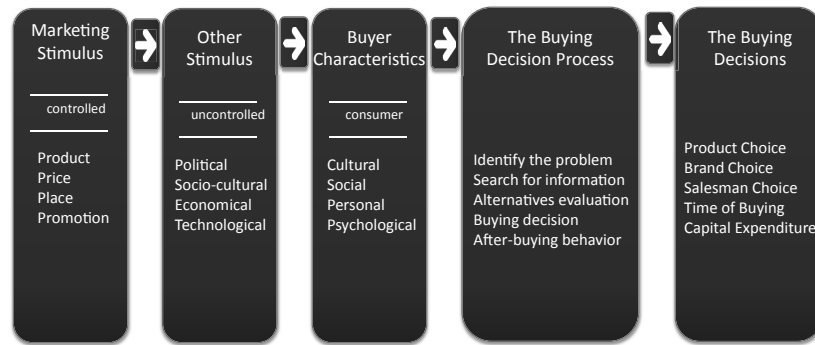 Marketing
Stimulus
controlled
Product
Price
Place
Promotion
Other
Stimulus
uncontrolled
Political
Socio-cultural
Economical
Technological
Buyer
Characteristics
consumer
Cultural
Social
Personal
Psychological
The Buying
Decision Process
Identify the problem
Search for information
Alternatives evaluation
Buying decision
After-buying behavior
The Buying
Decisions
Product Choice
Brand Choice
Salesman Choice
Time of Buying
Capital Expenditure